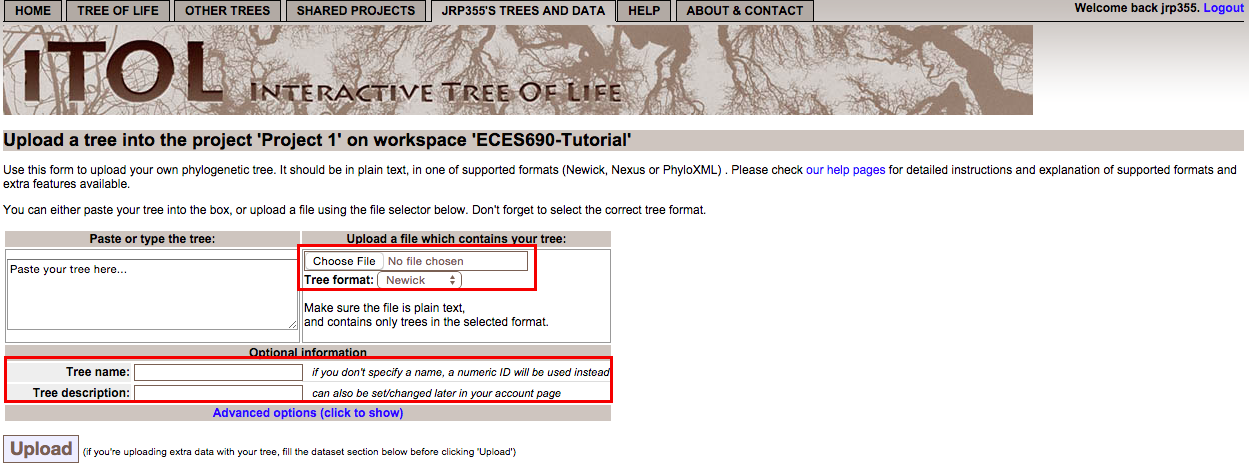 HOME TREE OF LIFE OTHER TREES SHARED PROJECTS JRP355'S TREES AND DATA HELP ABOUT & CONTACT Welcome back jrp355. Logout
iTOL INTERACTIVE TREE OF LIFE
Upload a tree into the project 'Project 1' on workspace 'ECES690-Tutorial'
Use this form to upload your own phylogenetic tree. It should be in plain text, in one of supported formats (Newick, Nexus or PhyloXML) . Please check our help pages for detailed instructions and explanation of supported formats and
extra features available.
You can either paste your tree into the box, or upload a file using the file selector below. Don't forget to select the correct tree format.
Paste or type the tree: Upload a file which contains your tree:
Paste your tree here...
Choose File No file chosen
Tree format: Newick
Make sure the file is plain text,
and contains only trees in the selected format.
Optional information
Tree name: if you don't specify a name, a numeric ID will be used instead
Tree description: can also be set/changed later in your account page
Advanced options (click to show)
Upload (if you're uploading extra data with your tree, fill the dataset section below before clicking 'Upload')